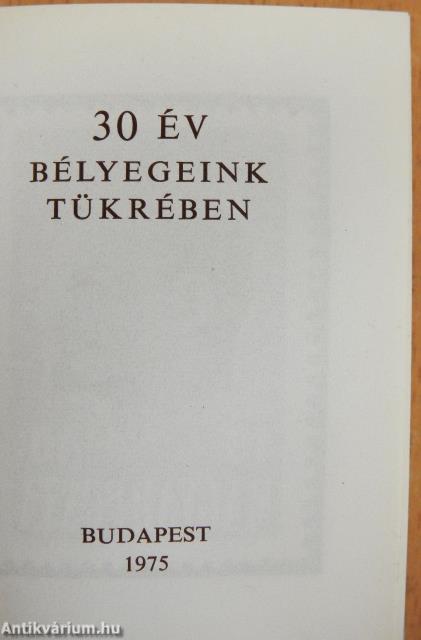 30 ÉV
BÉLYEGEINK
TÜKRÉBEN
BUDAPEST
1975
Antikvárium.hu